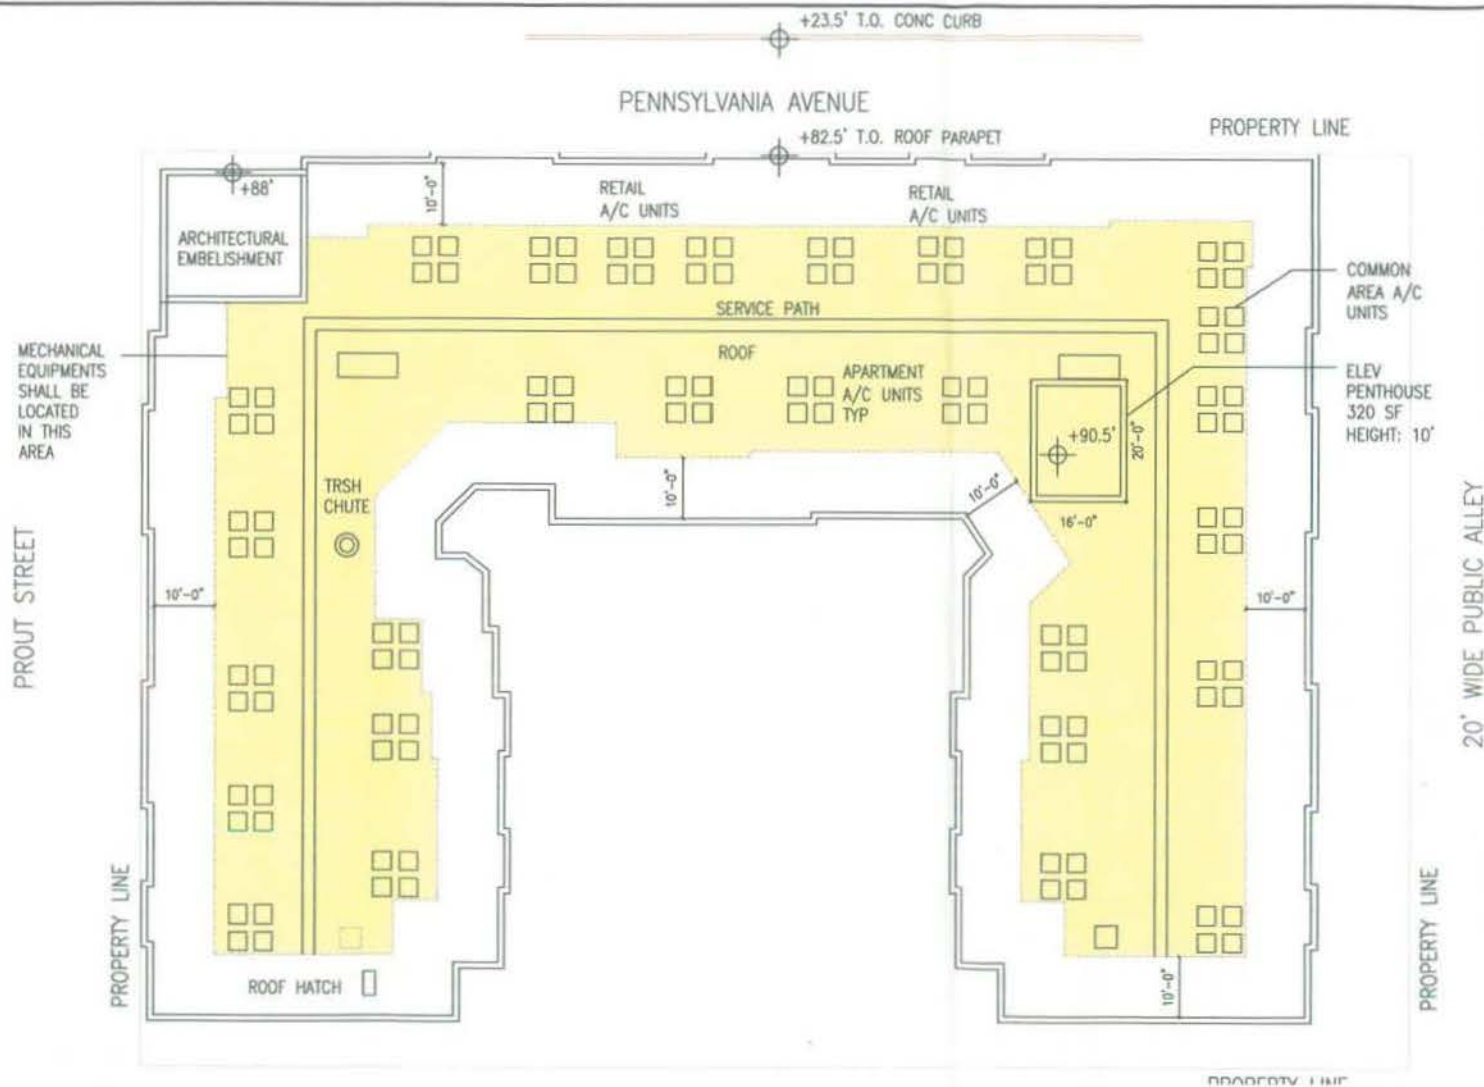 +23.5' T.O. CONC CURB
PENNSYLVANIA AVENUE
+82.5' T.O. ROOF PARAPET
PROPERTY LINE
+88'
ARCHITECTURAL
EMBELISHMENT
10'-0"
RETAIL
A/C UNITS
RETAIL
A/C UNITS
COMMON
AREA A/C
UNITS
SERVICE PATH
ROOF
MECHANICAL
EQUIPMENTS
SHALL BE
LOCATED
IN THIS
AREA
APARTMENT
A/C UNITS
TYP
ELEV
PENTHOUSE
320 SF
HEIGHT: 10'
+90.5'
20'-0"
16'-0"
TRSH
CHUTE
10'-0"
10'-0"
PROUT STREET
10'-0"
10'-0"
20' WIDE PUBLIC ALLEY
PROPERTY LINE
PROPERTY LINE
ROOF HATCH
10'-0"
PROPERTY LINE